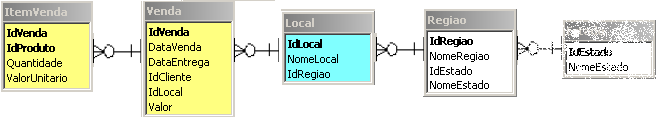 ItemVenda
IdVenda
IdProduto
Quantidade
ValorUnitario
Venda
IdVenda
DataVenda
DataEntrega
IdCliente
IdLocal
Valor
Local
IdLocal
NomeLocal
IdRegiao
Regiao
IdRegiao
NomeRegiao
IdEstado
NomeEstado
IdEstado
NomeEstado